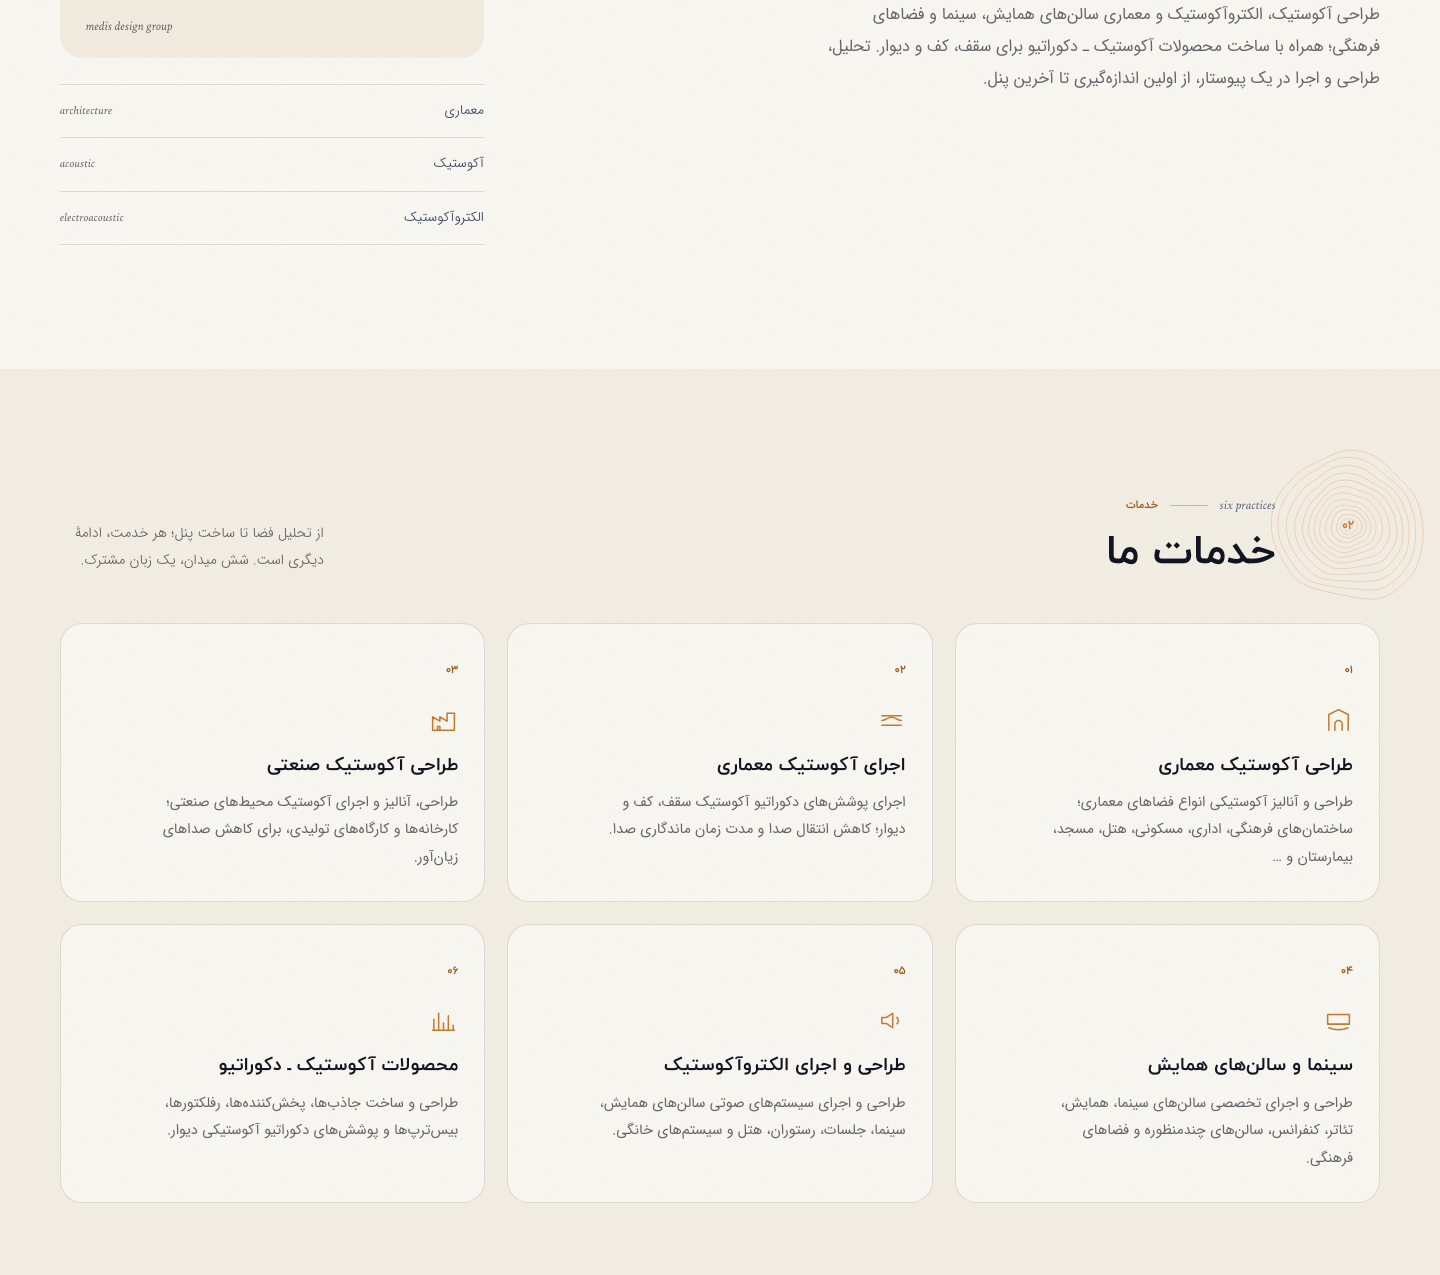 طراحی آکوستیک، الکتروآکوستیک و معماری سالن‌های همایش، سینما و فضاهای
فرهنگی؛ همراه با ساخت محصولات آکوستیک ـ دکوراتیو برای سقف، کف و دیوار. تحلیل،
طراحی و اجرا در یک پیوستار، از اولین اندازه‌گیری تا آخرین پنل.
medis design group
معماری
architecture
آکوستیک
acoustic
الکتروآکوستیک
electroacoustic
۰۲
six practices
خدمات
خدمات ما
از تحلیل فضا تا ساخت پنل؛ هر خدمت، ادامهٔ
دیگری است. شش میدان، یک زبان مشترک.
۰۱
طراحی آکوستیک معماری
طراحی و آنالیز آکوستیکی انواع فضاهای معماری؛
ساختمان‌های فرهنگی، اداری، مسکونی، هتل، مسجد،
بیمارستان و …
۰۲
اجرای آکوستیک معماری
اجرای پوشش‌های دکوراتیو آکوستیک سقف، کف و
دیوار؛ کاهش انتقال صدا و مدت زمان ماندگاری صدا.
۰۳
طراحی آکوستیک صنعتی
طراحی، آنالیز و اجرای آکوستیک محیط‌های صنعتی؛
کارخانه‌ها و کارگاه‌های تولیدی، برای کاهش صداهای
زیان‌آور.
۰۴
سینما و سالن‌های همایش
طراحی و اجرای تخصصی سالن‌های سینما، همایش،
تئاتر، کنفرانس، سالن‌های چندمنظوره و فضاهای
فرهنگی.
۰۵
طراحی و اجرای الکتروآکوستیک
طراحی و اجرای سیستم‌های صوتی سالن‌های همایش،
سینما، جلسات، رستوران، هتل و سیستم‌های خانگی.
۰۶
محصولات آکوستیک ـ دکوراتیو
طراحی و ساخت جاذب‌ها، پخش‌کننده‌ها، رفلکتورها،
بیس‌ترپ‌ها و پوشش‌های دکوراتیو آکوستیکی دیوار.